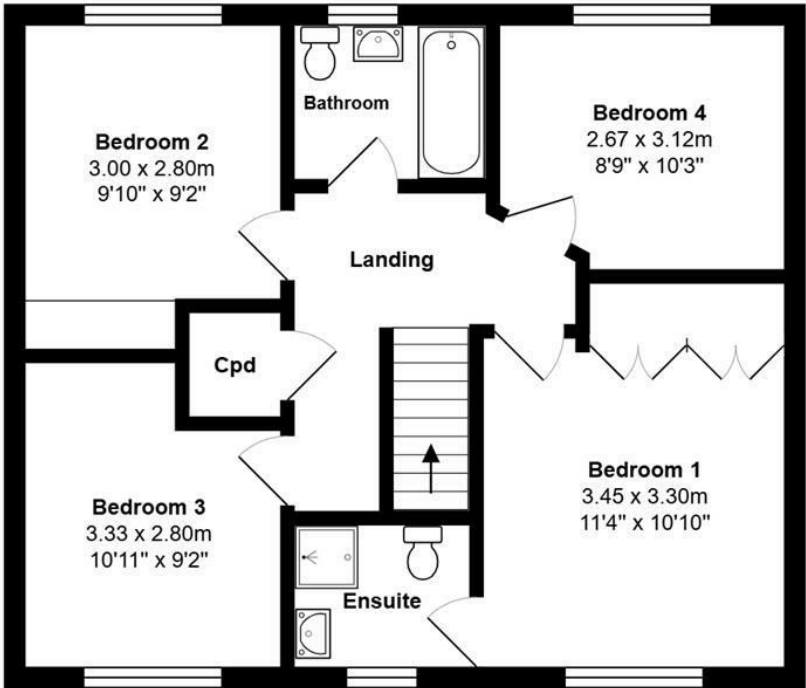 Bathroom
Bedroom 2
3.00 x 2.80m
9'10" x 9'2"
Bedroom 4
2.67 x 3.12m
8'9" x 10'3"
Landing
Cpd
Bedroom 1
3.45 x 3.30m
11'4" x 10'10"
Bedroom 3
3.33 x 2.80m
10'11" x 9'2"
Ensuite